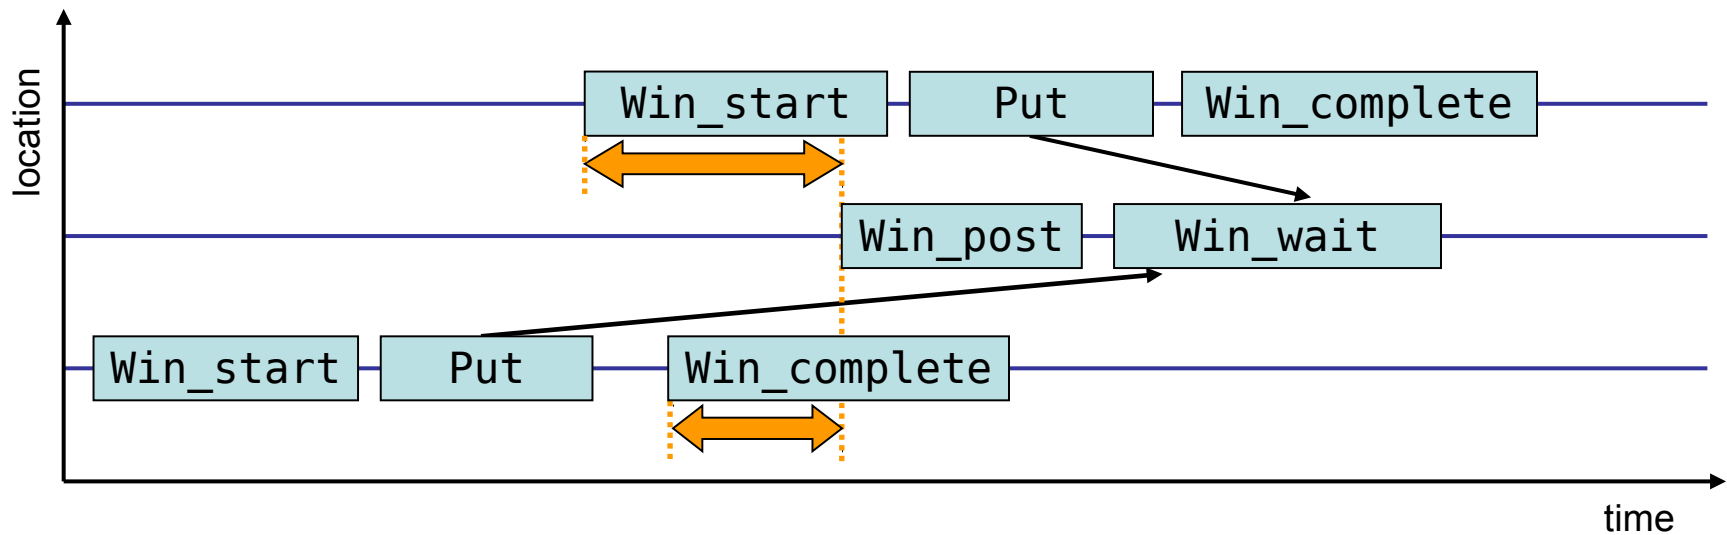 location
Win_start Put Win_complete
Win_post Win_wait
Win_start Put Win_complete
time